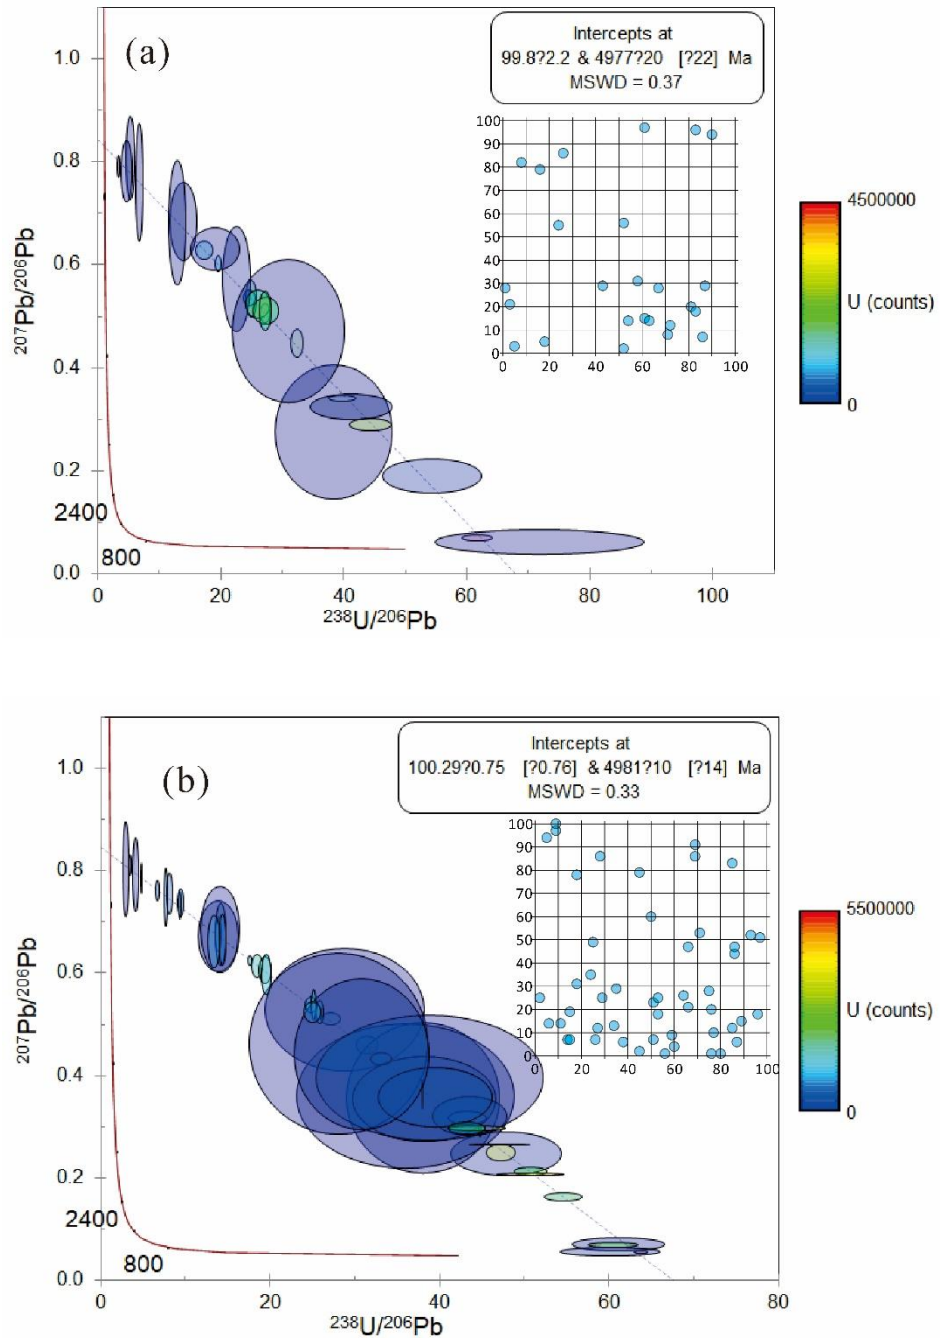 (a)
Intercepts at
99.8?2.2 & 4977?20 [?22] Ma
MSWD = 0.37
1.0
0.8
0.6
0.4
0.2
0.0
207Pb/206Pb
2400
800
0 20 40 60 80 100
238U/206Pb
100
90
80
70
60
50
40
30
20
10
0
0 20 40 60 80 100
4500000
U (counts)
0
(b)
Intercepts at
100.29?0.75 [?0.76] & 4981?10 [?14] Ma
MSWD = 0.33
1.0
0.8
0.6
0.4
0.2
0.0
207Pb/206Pb
2400
800
0 20 40 60 80
238U/206Pb
100
90
80
70
60
50
40
30
20
10
0
0 20 40 60 80 100
5500000
U (counts)
0